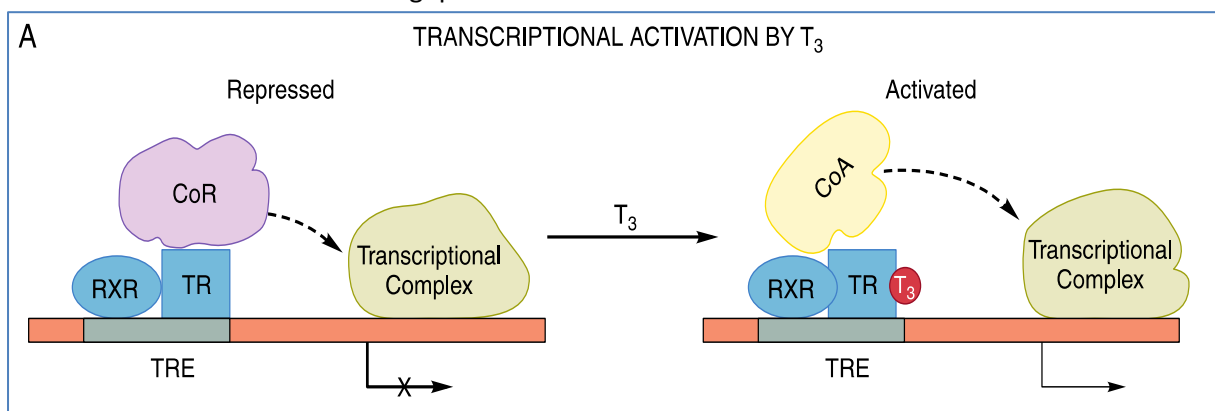 A
TRANSCRIPTIONAL ACTIVATION BY T₃
Repressed
Activated
CoR
CoA
T₃
Transcriptional
Complex
Transcriptional
Complex
RXR
TR
RXR
TR
T₃
TRE
TRE
X